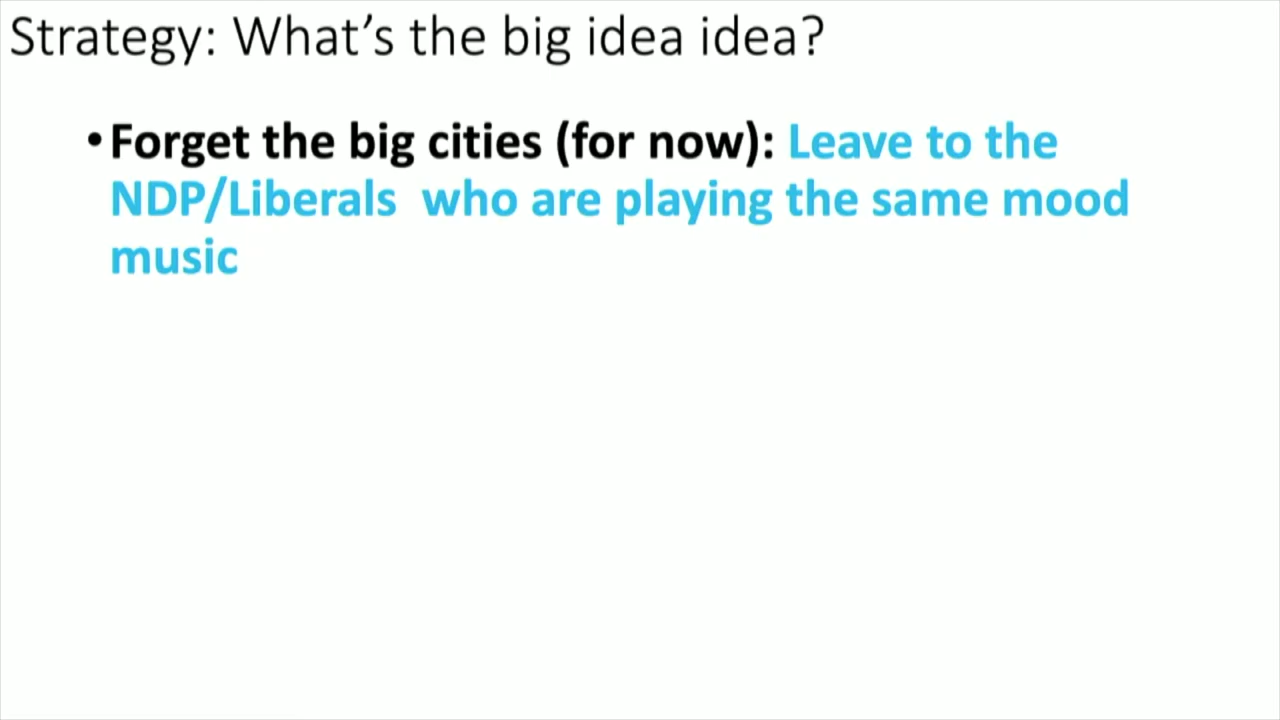 Strategy: What's the big idea idea?
•Forget the big cities (for now): Leave to the
NDP/Liberals  who are playing the same mood
music